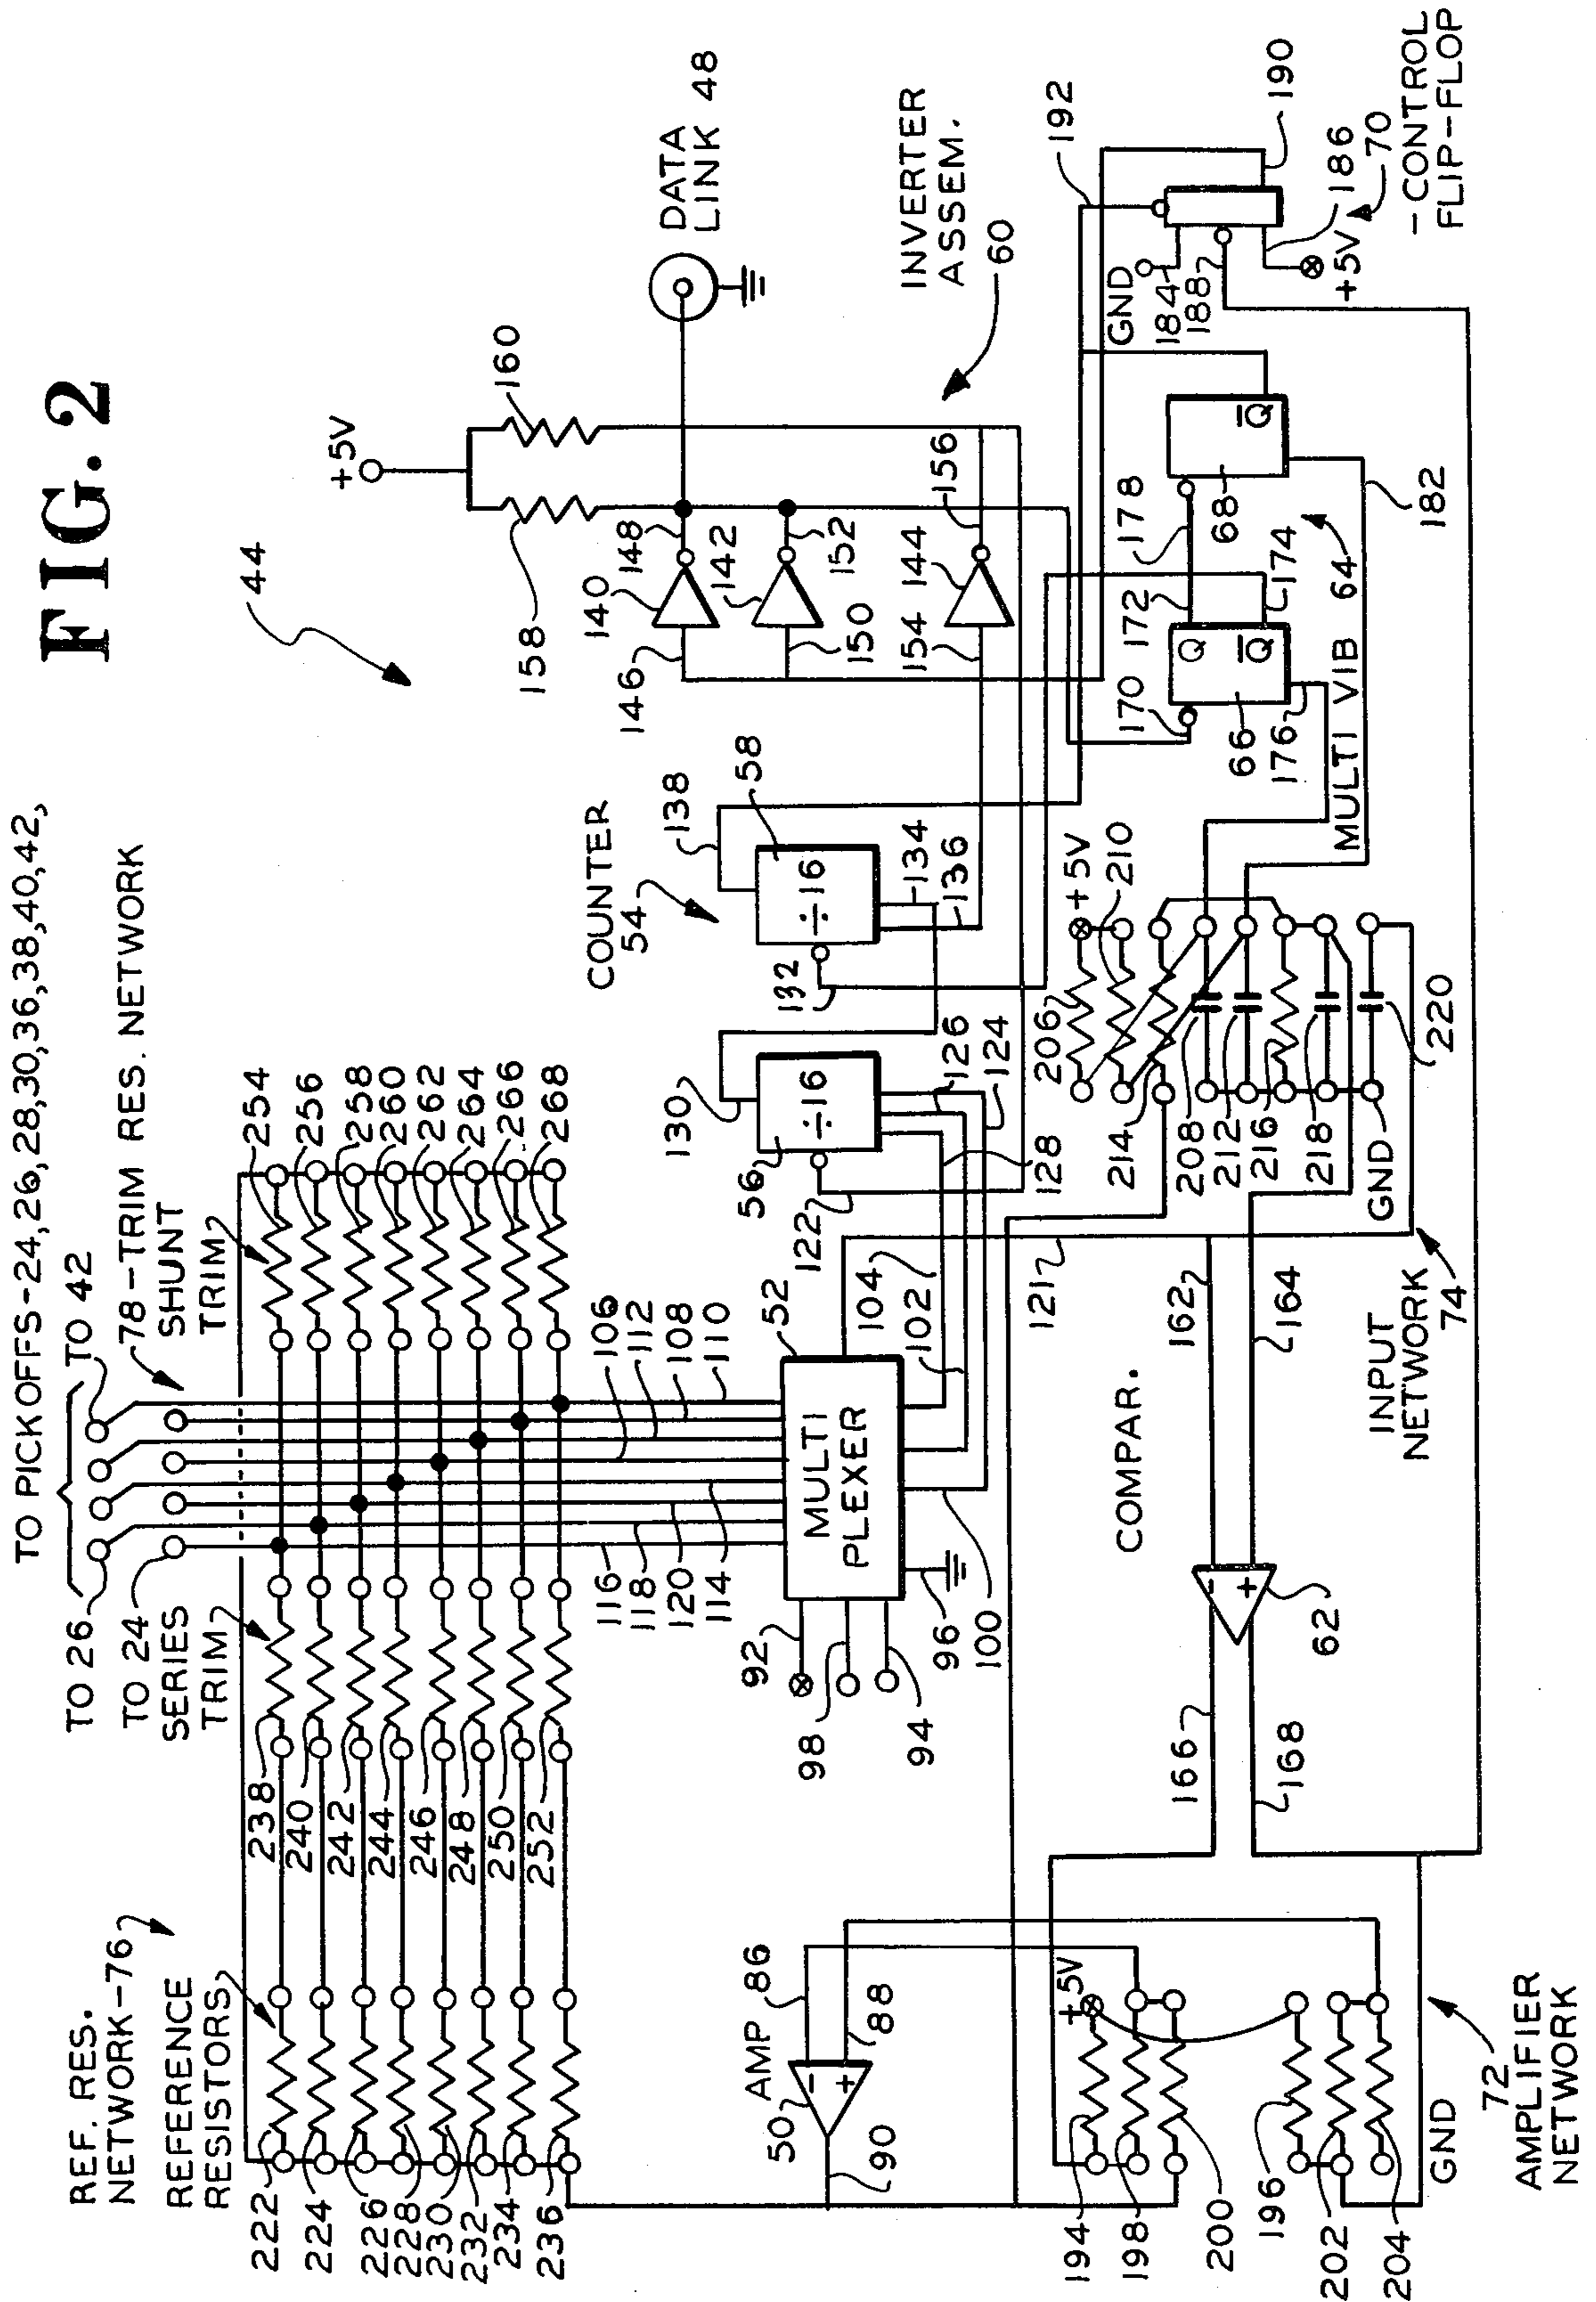 FIG. 2
44
TO PICKOFFS-24,26,28,30,36,38,40,42,
TO 26
TO 42
TO 24
78-TRIM RES. NETWORK
SERIES
TRIM
SHUNT
TRIM
REF. RES.
NETWORK-76
REFERENCE
RESISTORS
222
224
226
228
230
232
234
236
238
240
242
244
246
248
250
252
254
256
258
260
262
264
266
268
116
118
120
114
106
112
108
110
MULTI
PLEXER
52
92
98
94
96
100
102
104
121
122
56
÷16
130
128
126
124
COUNTER
54
58
÷16
132
134
136
138
+5V
158
160
140
146
148
142
150
152
144
154
156
DATA
LINK 48
INVERTER
ASSEM.
60
AMP
50
86
88
90
+5V
194
198
200
196
202
204
GND
72
AMPLIFIER
NETWORK
COMPAR.
62
-
+
-
+
162
164
166
168
INPUT
NETWORK
74
206
+5V
210
214
208
212
216
218
GND
220
MULTI VIB
64
66
Q
Q̅
170
172
174
176
68
Q̅
178
182
GND
184
188
+5V
186
190
192
70
-CONTROL
FLIP-FLOP